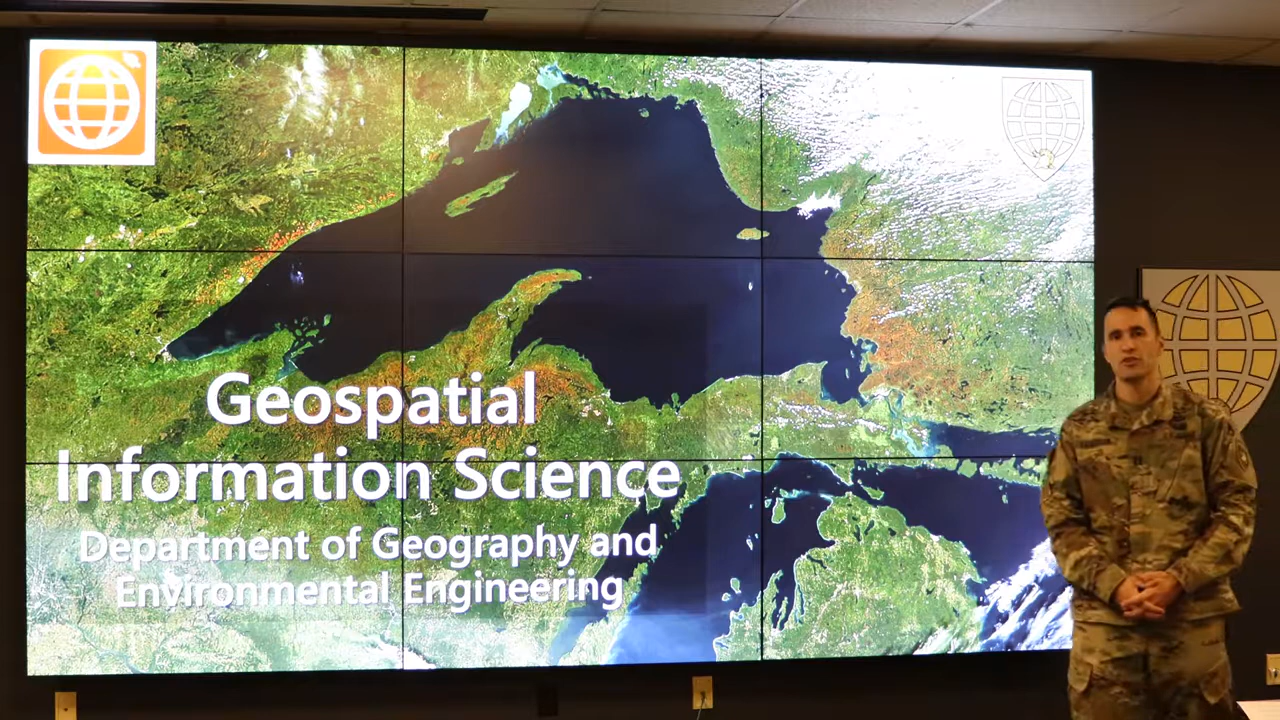 Geospatial
Information Science
Department of Geography and
Environmental Engineering